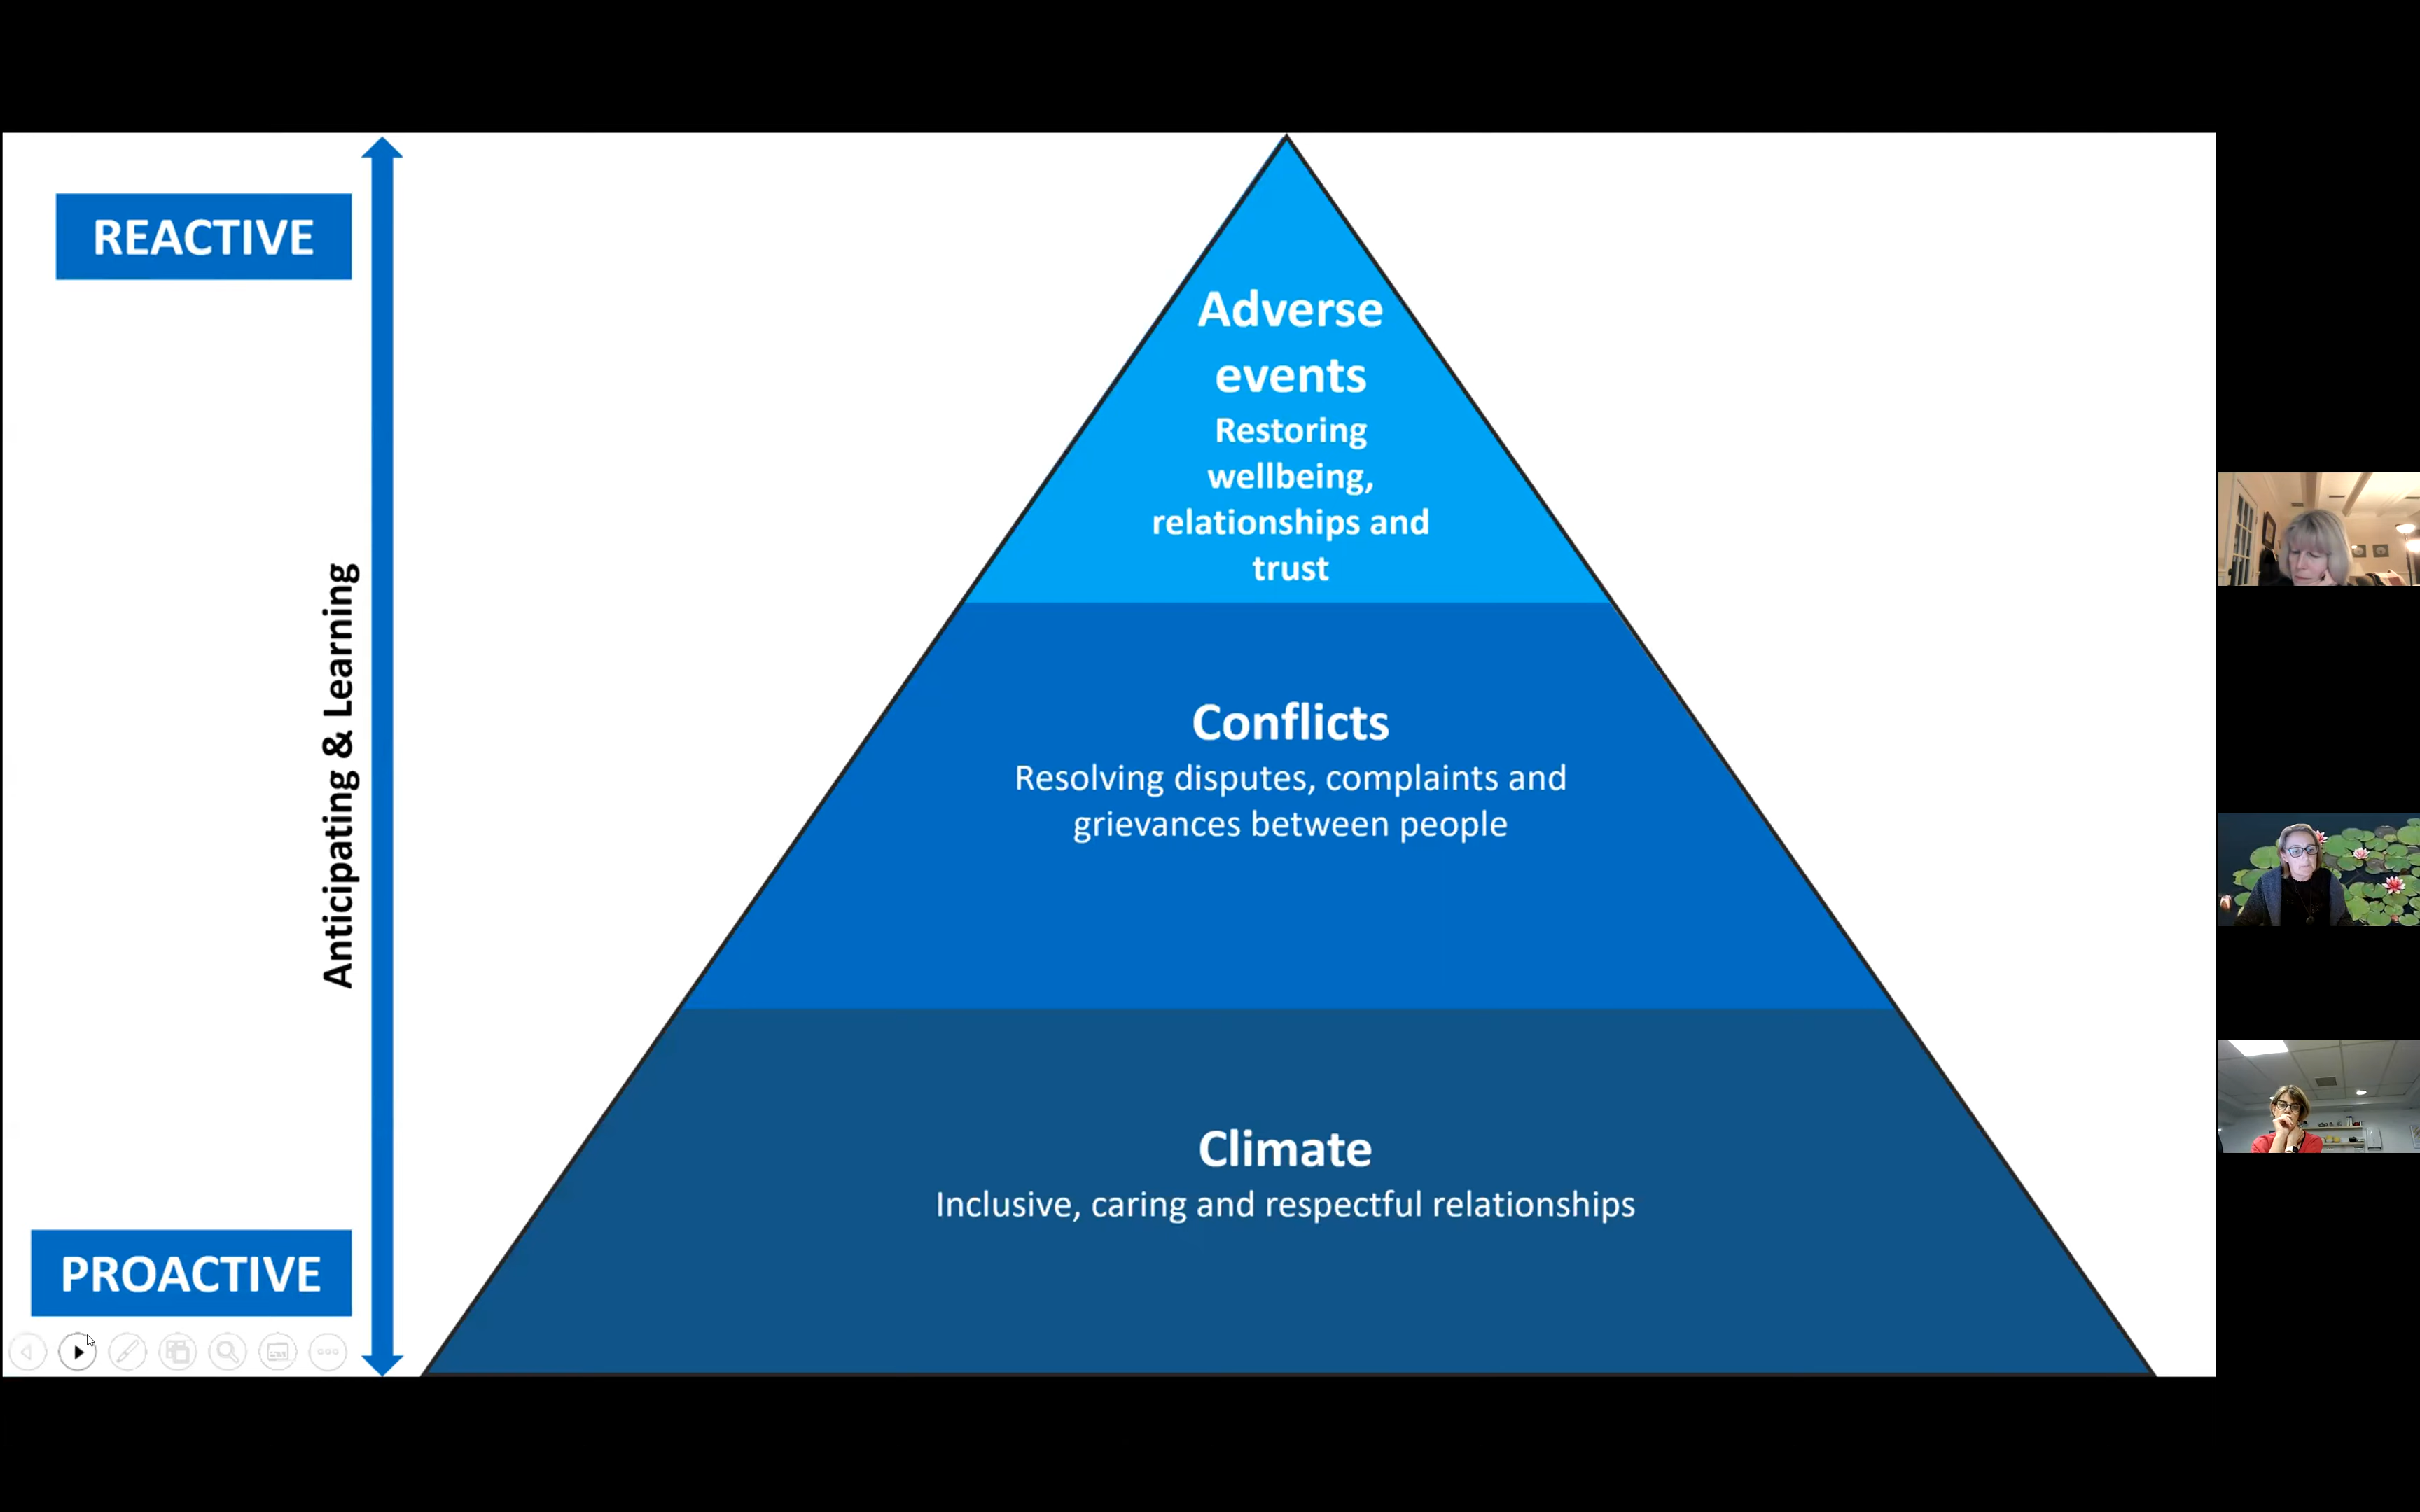 REACTIVE
Adverse
events
Restoring
wellbeing,
relationships and
trust
Anticipating & Learning
Conflicts
Resolving disputes, complaints and
grievances between people
Climate
Inclusive, caring and respectful relationships
PROACTIVE